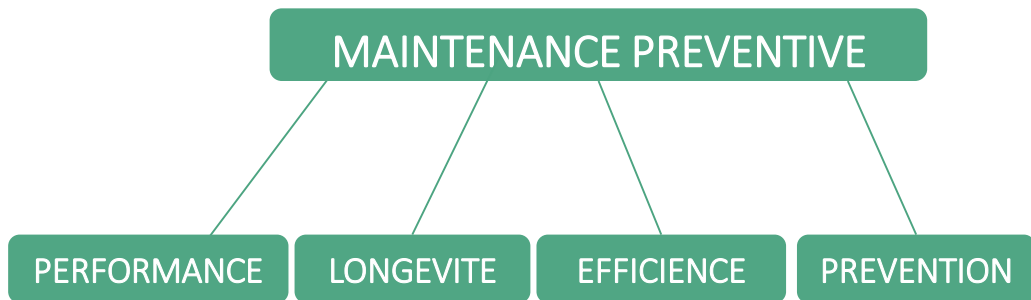 MAINTENANCE PREVENTIVE
PERFORMANCE
LONGEVITE
EFFICIENCE
PREVENTION